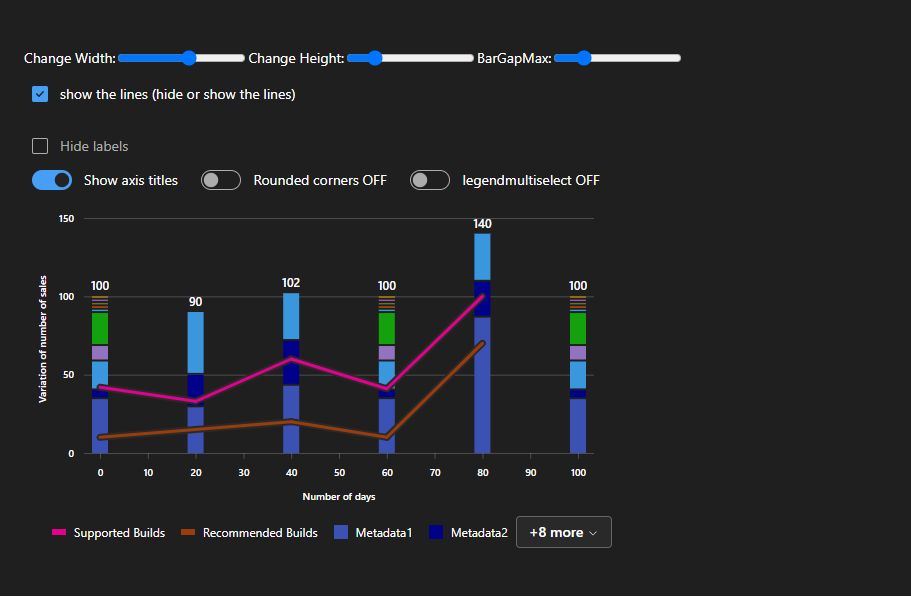 Change Width: Change Height: BarGapMax:
show the lines (hide or show the lines)
Hide labels
Show axis titles Rounded corners OFF legendmultiselect OFF
150
140
100 90 102 100 100
100
50
0
Variation of number of sales
0 10 20 30 40 50 60 70 80 90 100
Number of days
Supported Builds Recommended Builds Metadata1 Metadata2 +8 more